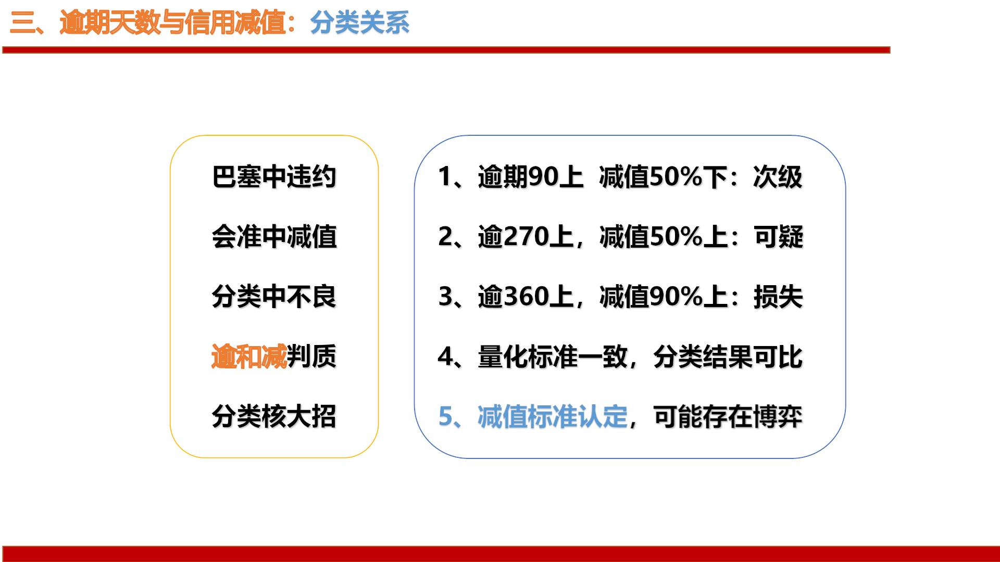 三、逾期天数与信用减值：分类关系
巴塞中违约
会准中减值
分类中不良
逾和减判质
分类核大招
1、逾期90上 减值50%下：次级
2、逾270上，减值50%上：可疑
3、逾360上，减值90%上：损失
4、量化标准一致，分类结果可比
5、减值标准认定，可能存在博弈